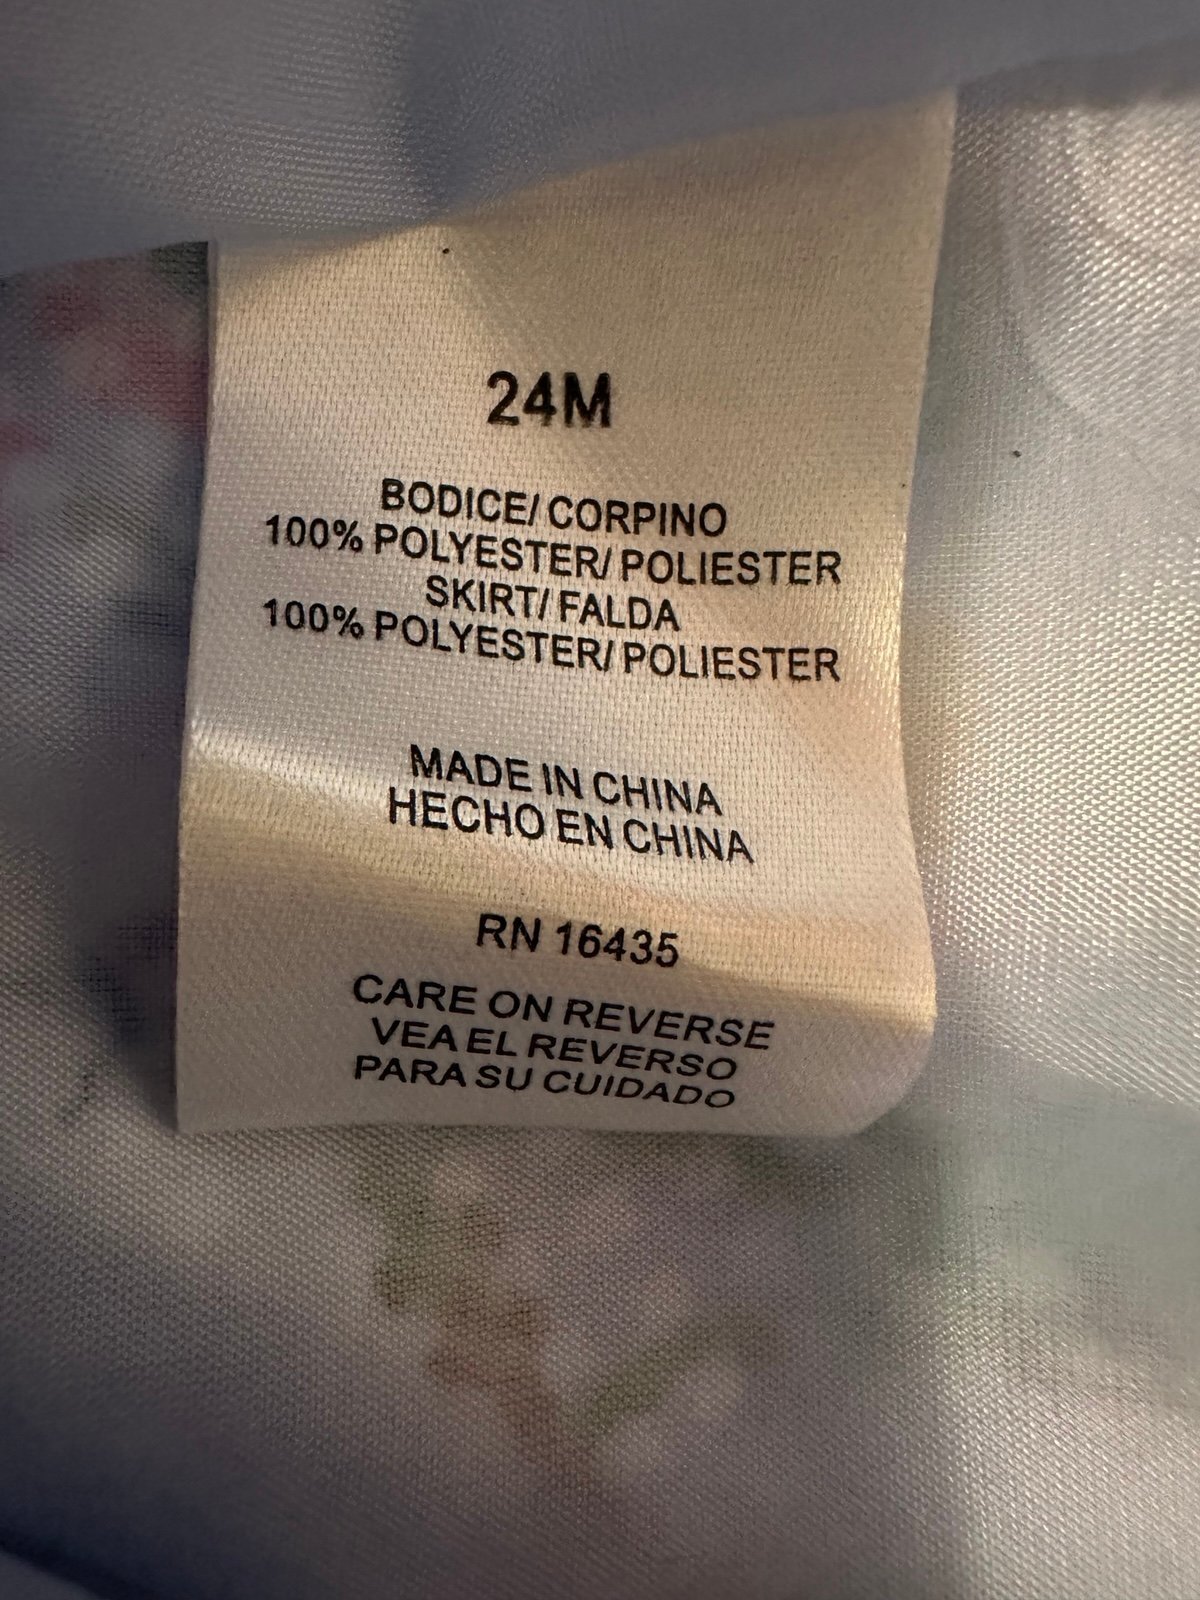 24M
BODICE/ CORPINO
100% POLYESTER/ POLIESTER
SKIRT/ FALDA
100% POLYESTER/ POLIESTER
MADE IN CHINA
HECHO EN CHINA
RN 16435
CARE ON REVERSE
VEA EL REVERSO
PARA SU CUIDADO